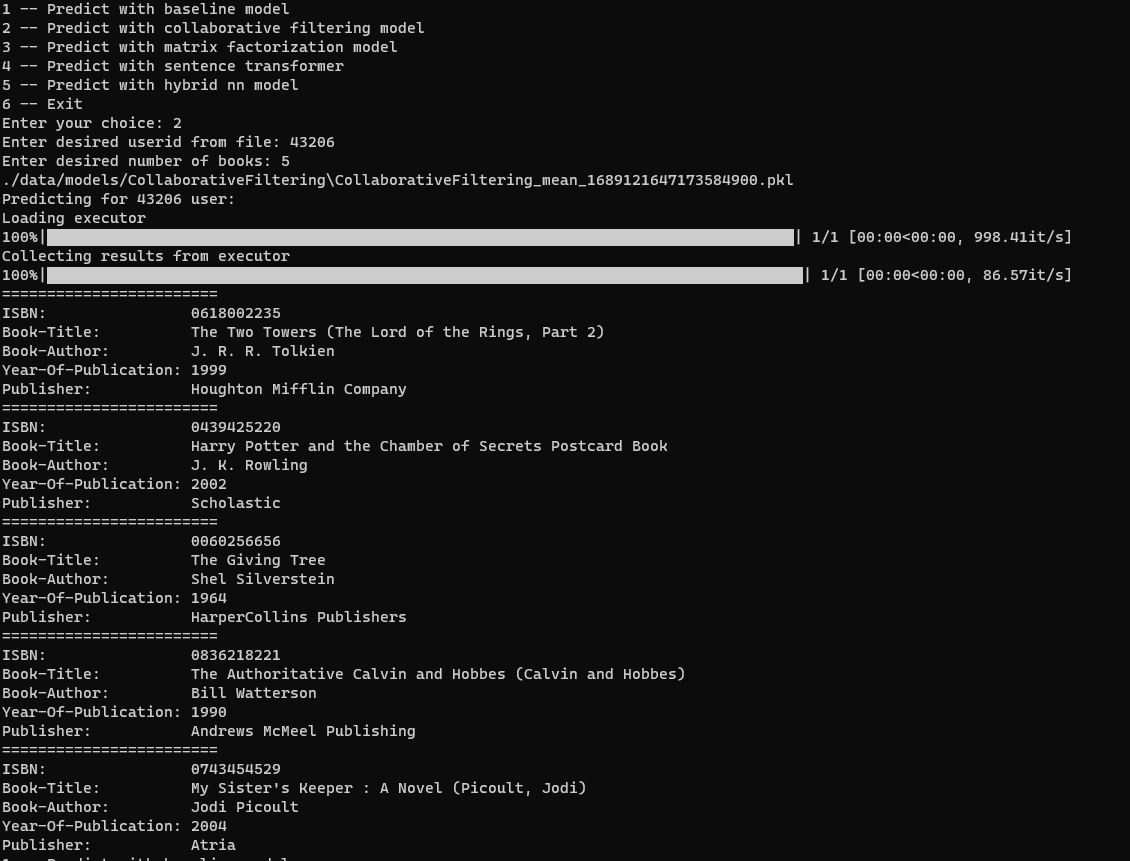 1 -- Predict with baseline model
2 -- Predict with collaborative filtering model
3 -- Predict with matrix factorization model
4 -- Predict with sentence transformer
5 -- Predict with hybrid nn model
6 -- Exit
Enter your choice: 2
Enter desired userid from file: 43206
Enter desired number of books: 5
./data/models/CollaborativeFiltering\CollaborativeFiltering_mean_1689121647173584900.pkl
Predicting for 43206 user:
Loading executor
100%| | 1/1 [00:00<00:00, 998.41it/s]
Collecting results from executor
100%| | 1/1 [00:00<00:00, 86.57it/s]
========================
ISBN: 0618002235
Book-Title: The Two Towers (The Lord of the Rings, Part 2)
Book-Author: J. R. R. Tolkien
Year-Of-Publication: 1999
Publisher: Houghton Mifflin Company
========================
ISBN: 0439425220
Book-Title: Harry Potter and the Chamber of Secrets Postcard Book
Book-Author: J. K. Rowling
Year-Of-Publication: 2002
Publisher: Scholastic
========================
ISBN: 0060256656
Book-Title: The Giving Tree
Book-Author: Shel Silverstein
Year-Of-Publication: 1964
Publisher: HarperCollins Publishers
========================
ISBN: 0836218221
Book-Title: The Authoritative Calvin and Hobbes (Calvin and Hobbes)
Book-Author: Bill Watterson
Year-Of-Publication: 1990
Publisher: Andrews McMeel Publishing
========================
ISBN: 0743454529
Book-Title: My Sister's Keeper : A Novel (Picoult, Jodi)
Book-Author: Jodi Picoult
Year-Of-Publication: 2004
Publisher: Atria